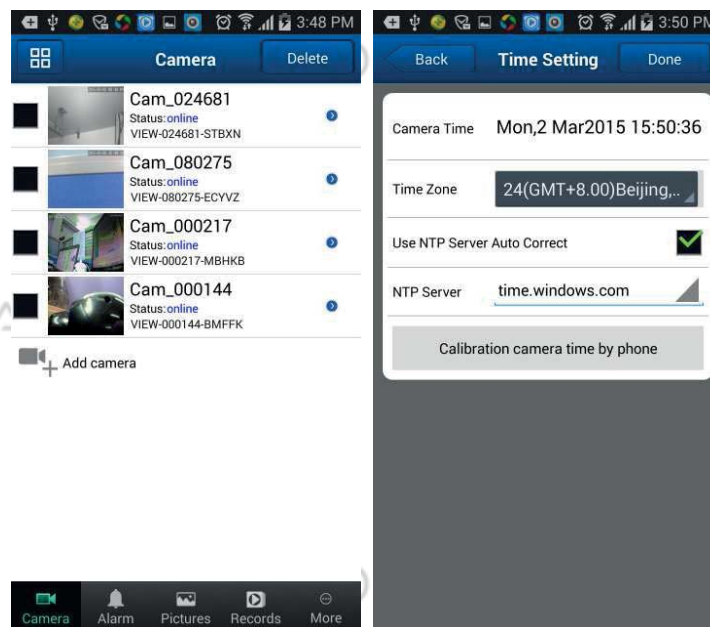 3:48 PM
Camera
Delete
Cam_024681
Status:online
VIEW-024681-STBXN
Cam_080275
Status:online
VIEW-080275-ECYVZ
Cam_000217
Status:online
VIEW-000217-MBHKB
Cam_000144
Status:online
VIEW-000144-BMFFK
Add camera
Camera Alarm Pictures Records More
3:50 PM
Back Time Setting Done
Camera Time Mon,2 Mar2015 15:50:36
Time Zone 24(GMT+8.00)Beijing,..
Use NTP Server Auto Correct
NTP Server time.windows.com
Calibration camera time by phone